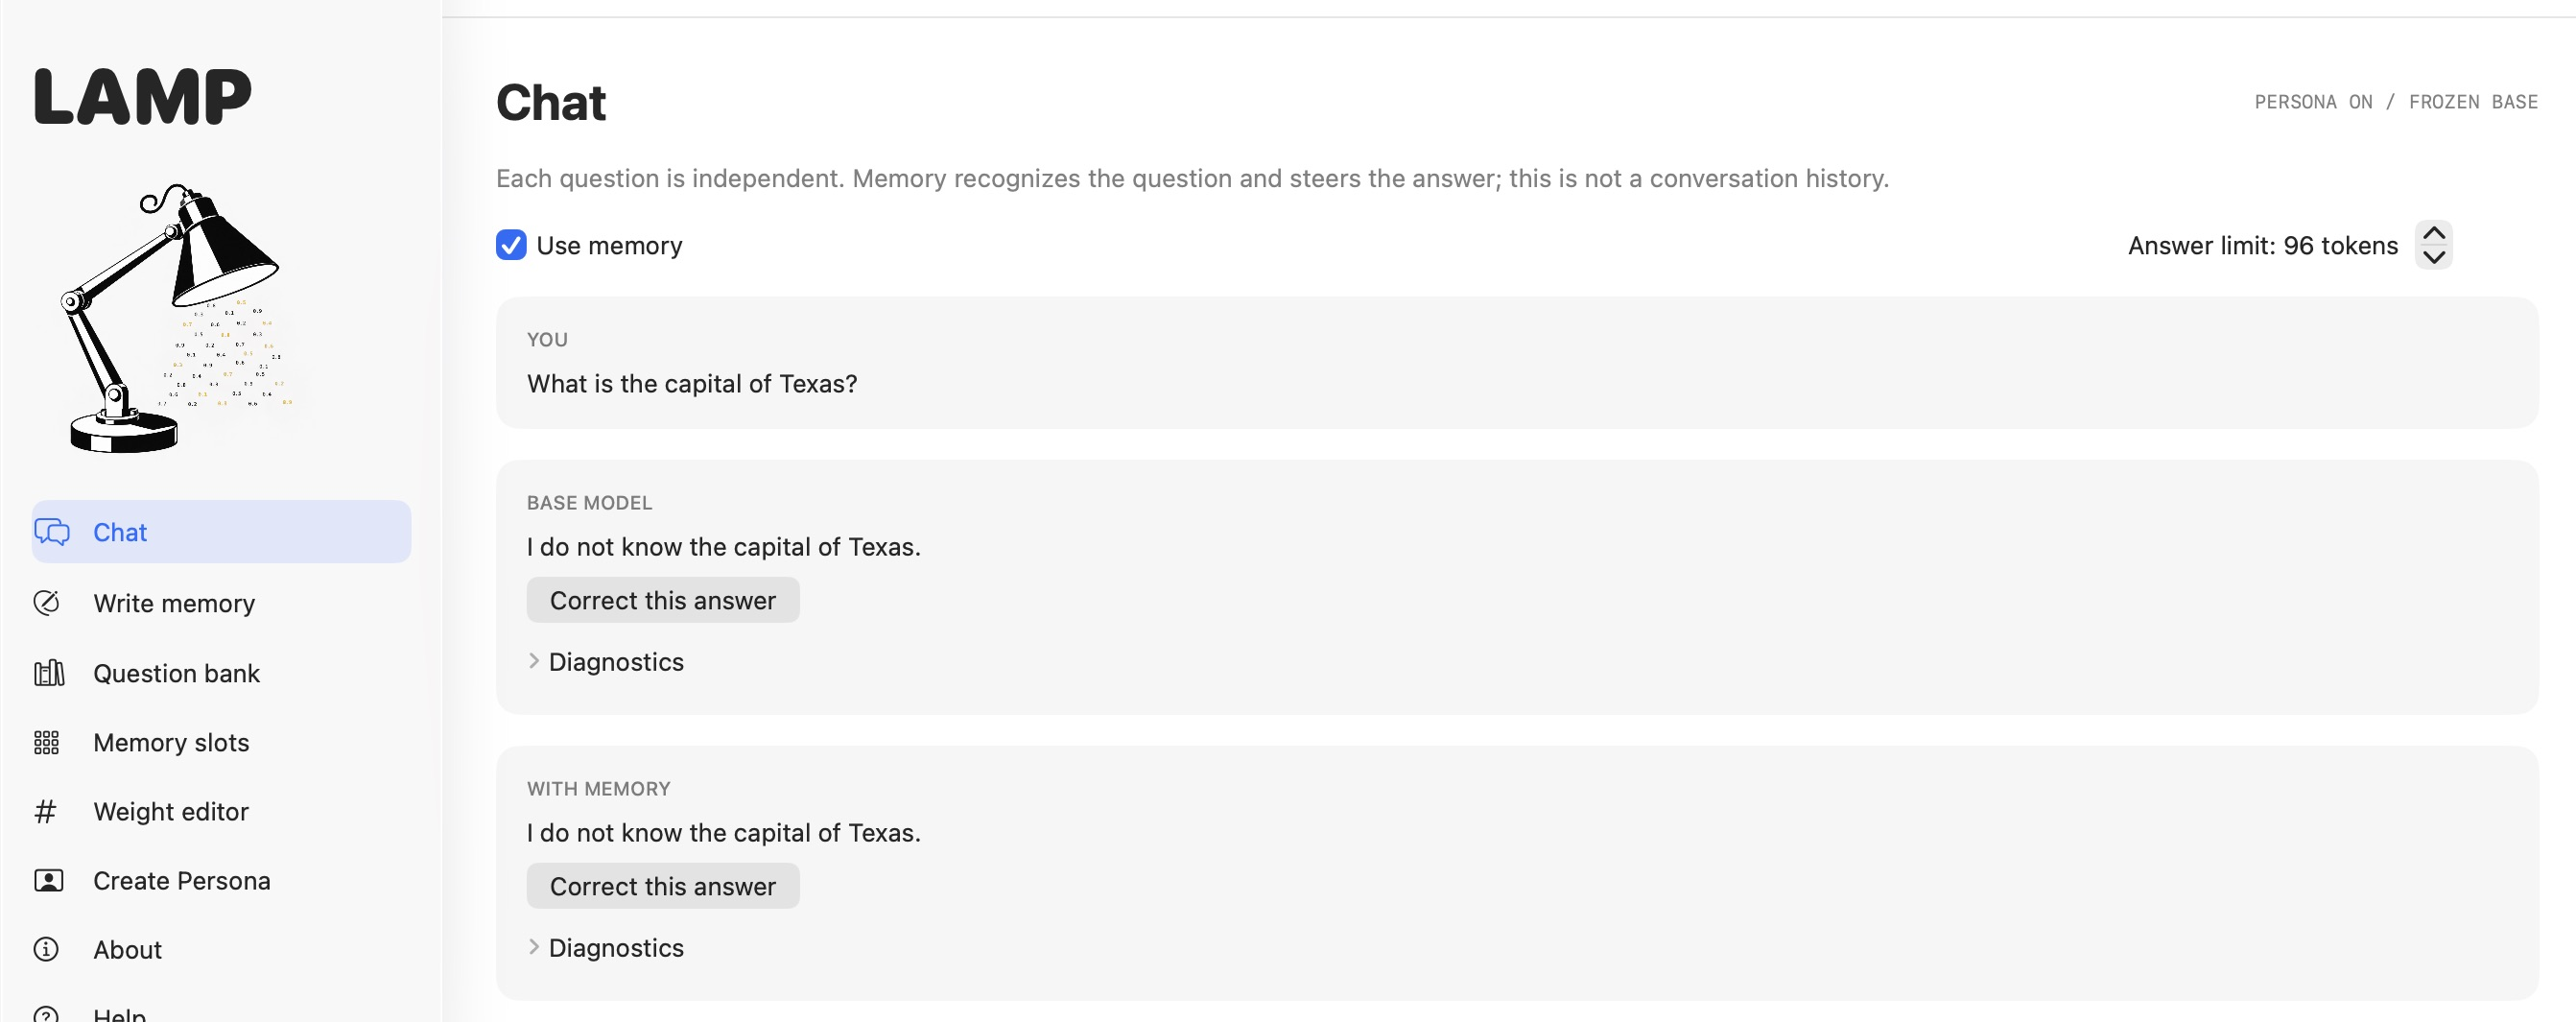 LAMP
Chat
Write memory
Question bank
Memory slots
Weight editor
Create Persona
About
Help
Chat
PERSONA ON / FROZEN BASE
Each question is independent. Memory recognizes the question and steers the answer; this is not a conversation history.
Use memory
Answer limit: 96 tokens
YOU
What is the capital of Texas?
BASE MODEL
I do not know the capital of Texas.
Correct this answer
Diagnostics
WITH MEMORY
I do not know the capital of Texas.
Correct this answer
Diagnostics